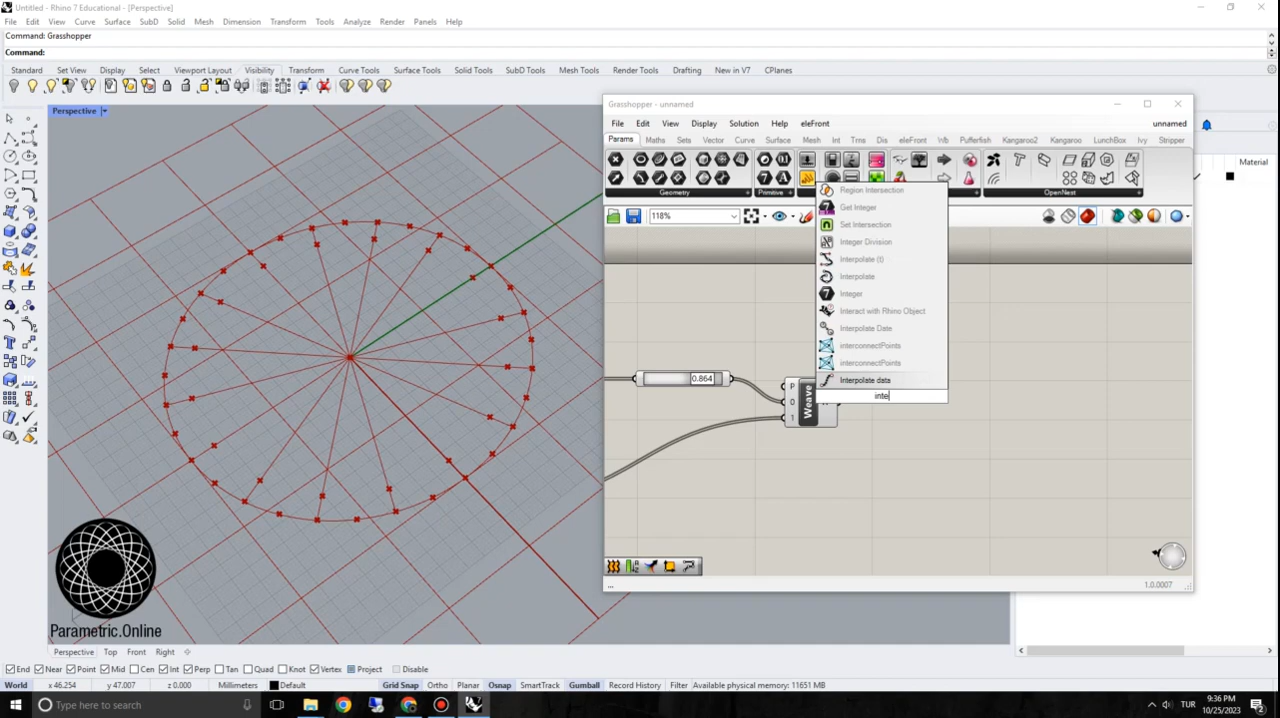 Untitled - Rhino 7 Educational - [Perspective]
File Edit View Curve Surface SubD Solid Mesh Dimension Transform Tools Analyze Render Panels Help
Command: Grasshopper
Command:
Standard Set View Display Select Viewport Layout Visibility Transform Curve Tools Surface Tools Solid Tools SubD Tools Mesh Tools Render Tools Drafting New in V7 CPlanes
Perspective
Grasshopper - unnamed
File Edit View Display Solution Help eleFront unnamed
Params Maths Sets Vector Curve Surface Mesh Int Trns Dis eleFront Wb Pufferfish Kangaroo2 Kangaroo LunchBox Ivy Stripper
Geometry Primitive OpenNest
118%
Material
Region Intersection
Get Integer
Set Intersection
Integer Division
Interpolate (t)
Interpolate
Integer
Interact with Rhino Object
Interpolate Date
interconnectPoints
interconnectPoints
Interpolate data
inte
0.864
P
0
1
Weave
...
1.0.0007
Parametric.Online
Perspective Top Front Right
End Near Point Mid Cen Int Perp Tan Quad Knot Vertex Project Disable
World x 46.254 y 47.007 z 0.000 Millimeters Default Grid Snap Ortho Planar Osnap SmartTrack Gumball Record History Filter Available physical memory: 11651 MB
Type here to search
TUR
9:36 PM
10/25/2023
2